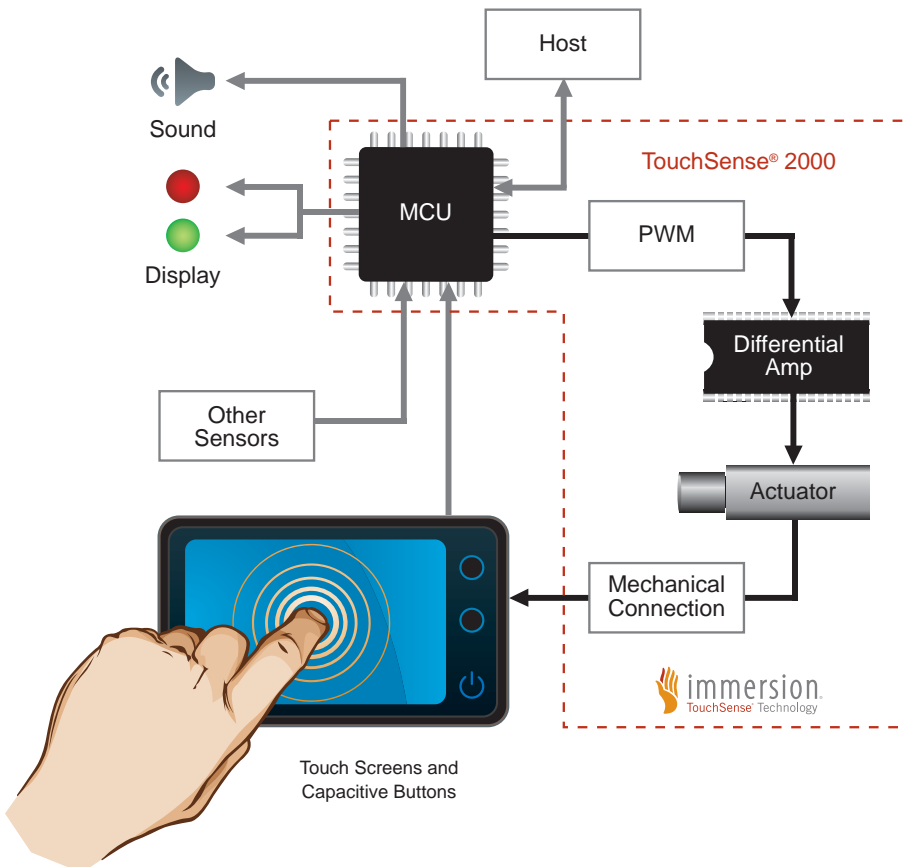 Host
Sound
TouchSense® 2000
MCU
PWM
Display
Differential
Amp
Other
Sensors
Actuator
Mechanical
Connection
immersion.
TouchSense® Technology
Touch Screens and
Capacitive Buttons